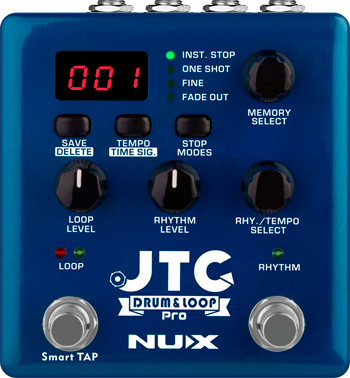 001
INST. STOP
ONE SHOT
FINE
FADE OUT
MEMORY
SELECT
SAVE
DELETE
TEMPO
TIME SIG.
STOP
MODES
LOOP
LEVEL
RHYTHM
LEVEL
RHY./TEMPO
SELECT
LOOP
JTC
DRUM&LOOP
Pro
RHYTHM
Smart TAP
NUX